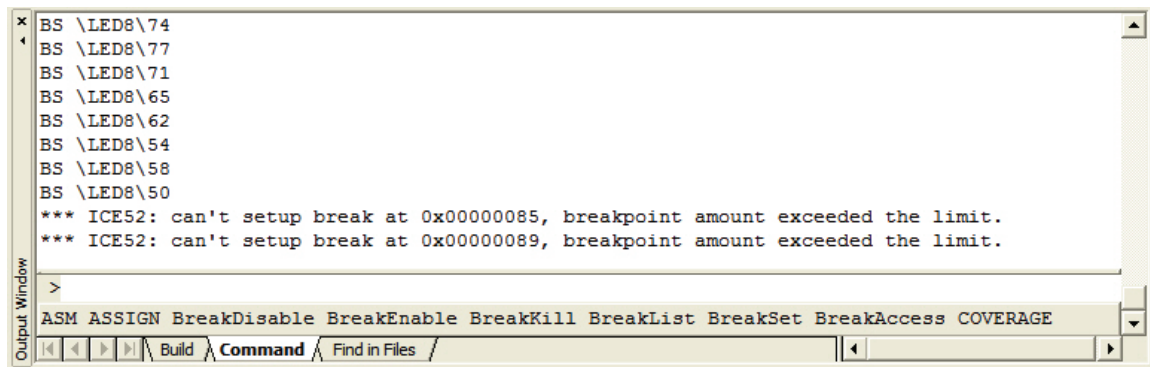 BS \LED8\74
BS \LED8\77
BS \LED8\71
BS \LED8\65
BS \LED8\62
BS \LED8\54
BS \LED8\58
BS \LED8\50
*** ICE52: can't setup break at 0x00000085, breakpoint amount exceeded the limit.
*** ICE52: can't setup break at 0x00000089, breakpoint amount exceeded the limit.
>
ASM ASSIGN BreakDisable BreakEnable BreakKill BreakList BreakSet BreakAccess COVERAGE
Output Window
Build Command Find in Files